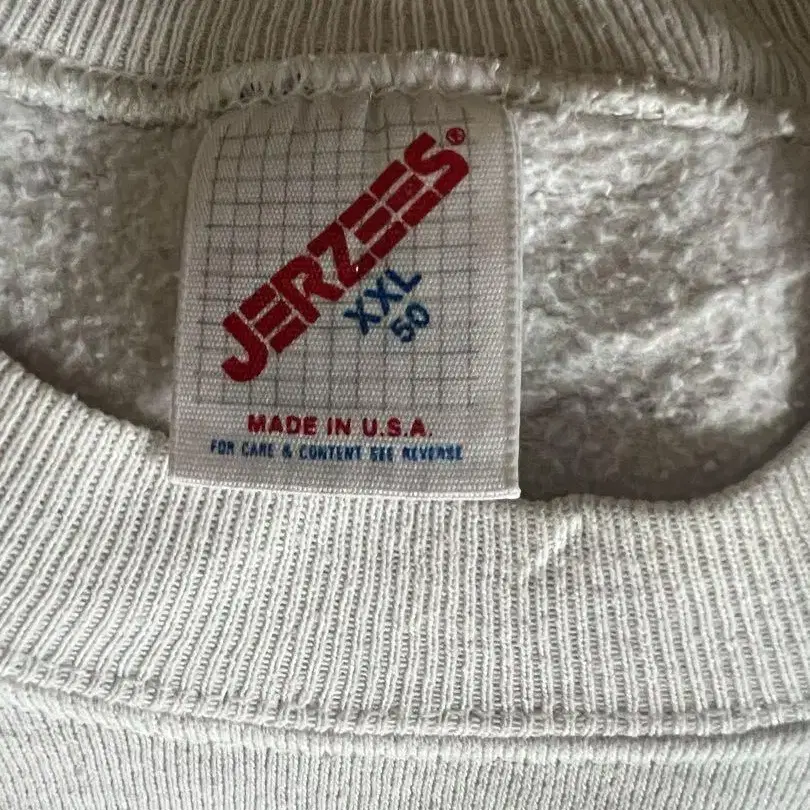 JERZEES®
XXL
50
MADE IN U.S.A.
FOR CARE & CONTENT SEE REVERSE